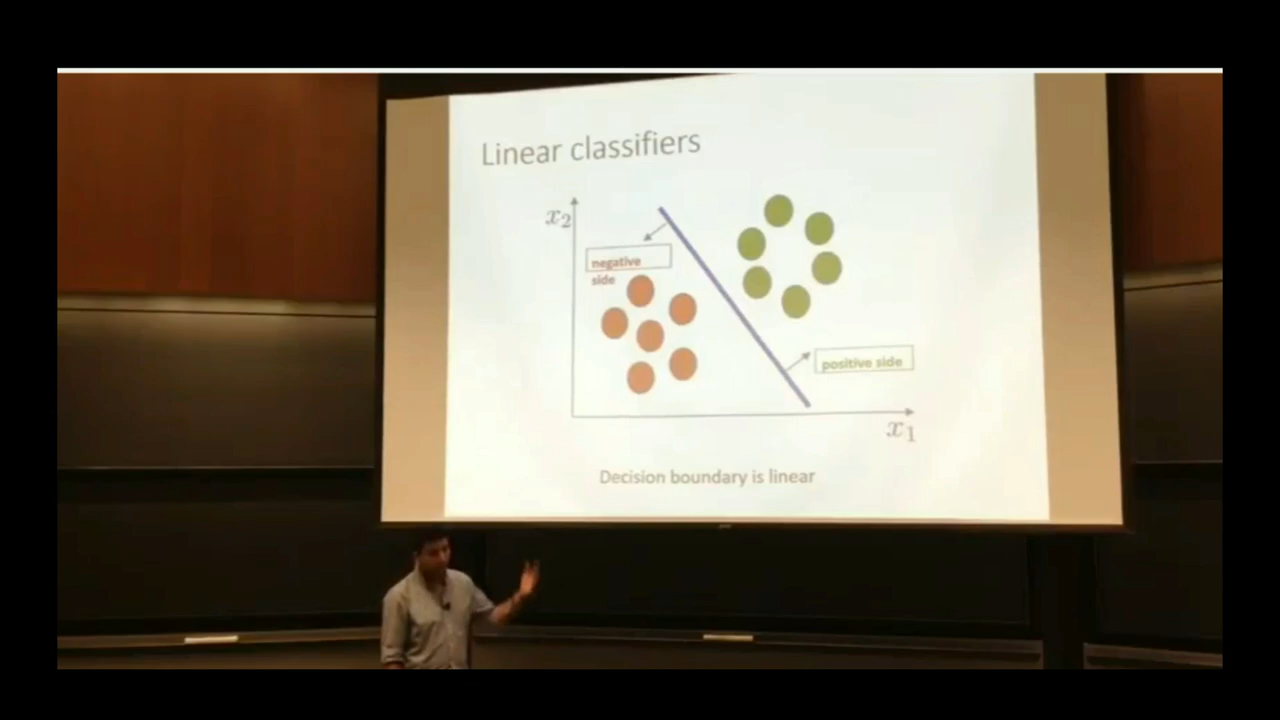 Linear classifiers
x₂
negative
side
positive side
x₁
Decision boundary is linear